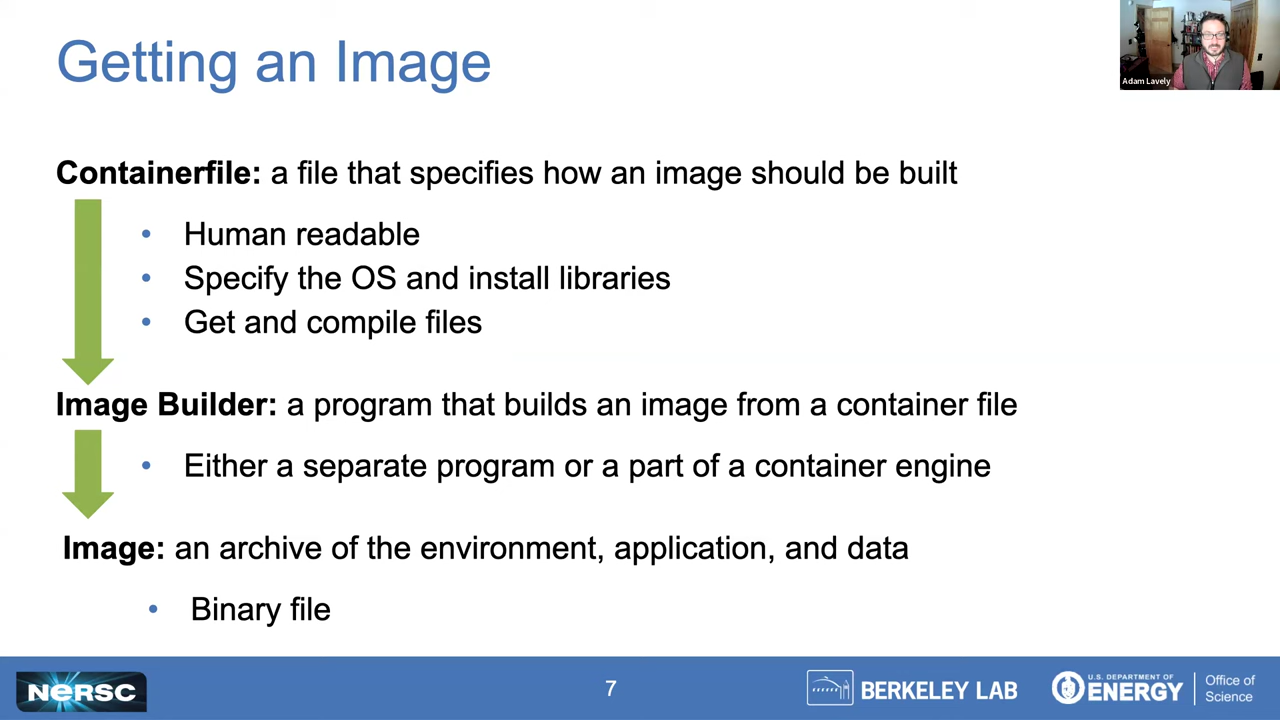 Getting an Image
Adam Lavely
Containerfile: a file that specifies how an image should be built
• Human readable
• Specify the OS and install libraries
• Get and compile files
Image Builder: a program that builds an image from a container file
• Either a separate program or a part of a container engine
Image: an archive of the environment, application, and data
• Binary file
NERSC
7
BERKELEY LAB
U.S. DEPARTMENT OF
ENERGY
Office of
Science